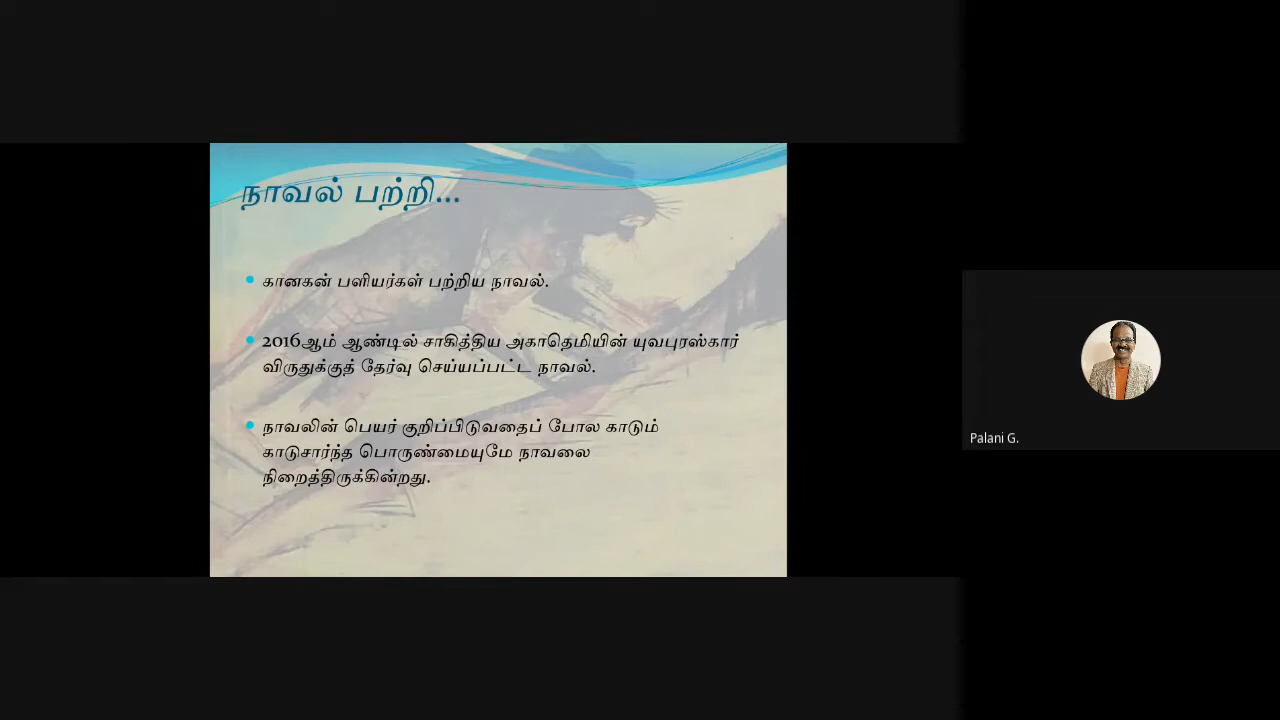 நாவல் பற்றி...
கானகன் பளியர்கள் பற்றிய நாவல்.
2016ஆம் ஆண்டில் சாகித்திய அகாதெமியின் யுவபுரஸ்கார்
விருதுக்குத் தேர்வு செய்யப்பட்ட நாவல்.
நாவலின் பெயர் குறிப்பிடுவதைப் போல காடும்
காடுசார்ந்த பொருண்மையுமே நாவலை
நிறைத்திருக்கின்றது.
Palani G.